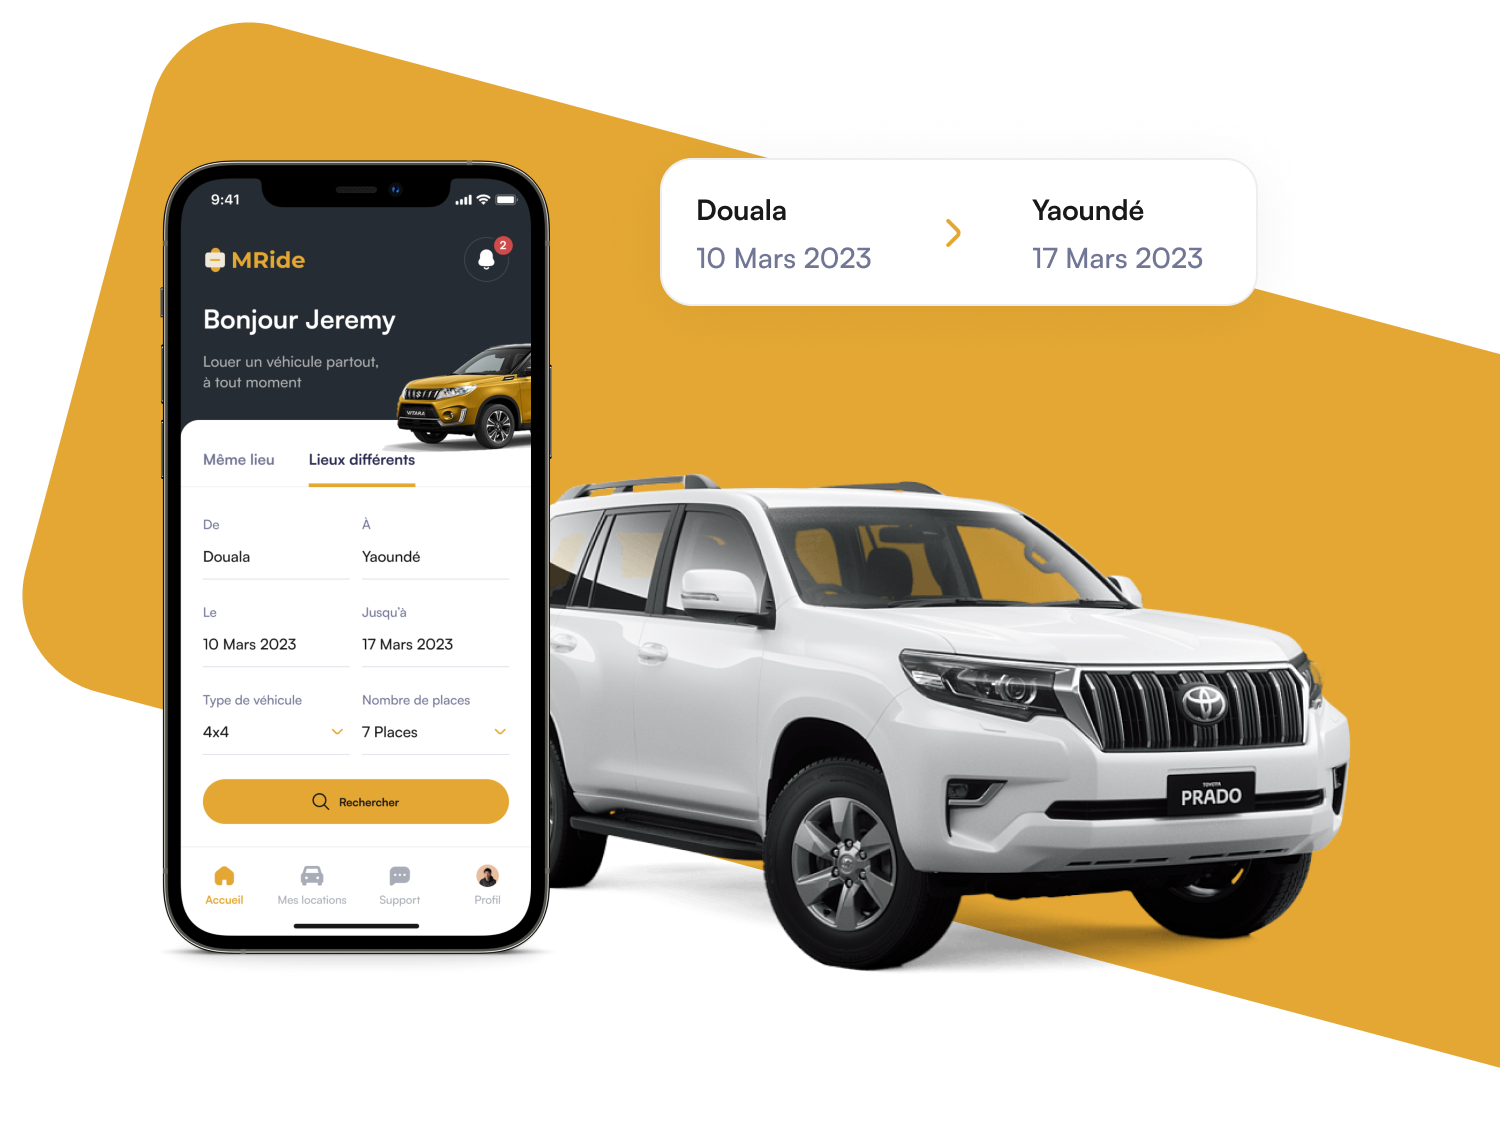 9:41
MRide
2
Bonjour Jeremy
Louer un véhicule partout,
à tout moment
VITARA
Même lieu
Lieux différents
De
À
Douala
Yaoundé
Le
Jusqu'à
10 Mars 2023
17 Mars 2023
Type de véhicule
Nombre de places
4x4
7 Places
Rechercher
Accueil
Mes locations
Support
Profil
Douala
10 Mars 2023
Yaoundé
17 Mars 2023
TOYOTA
PRADO